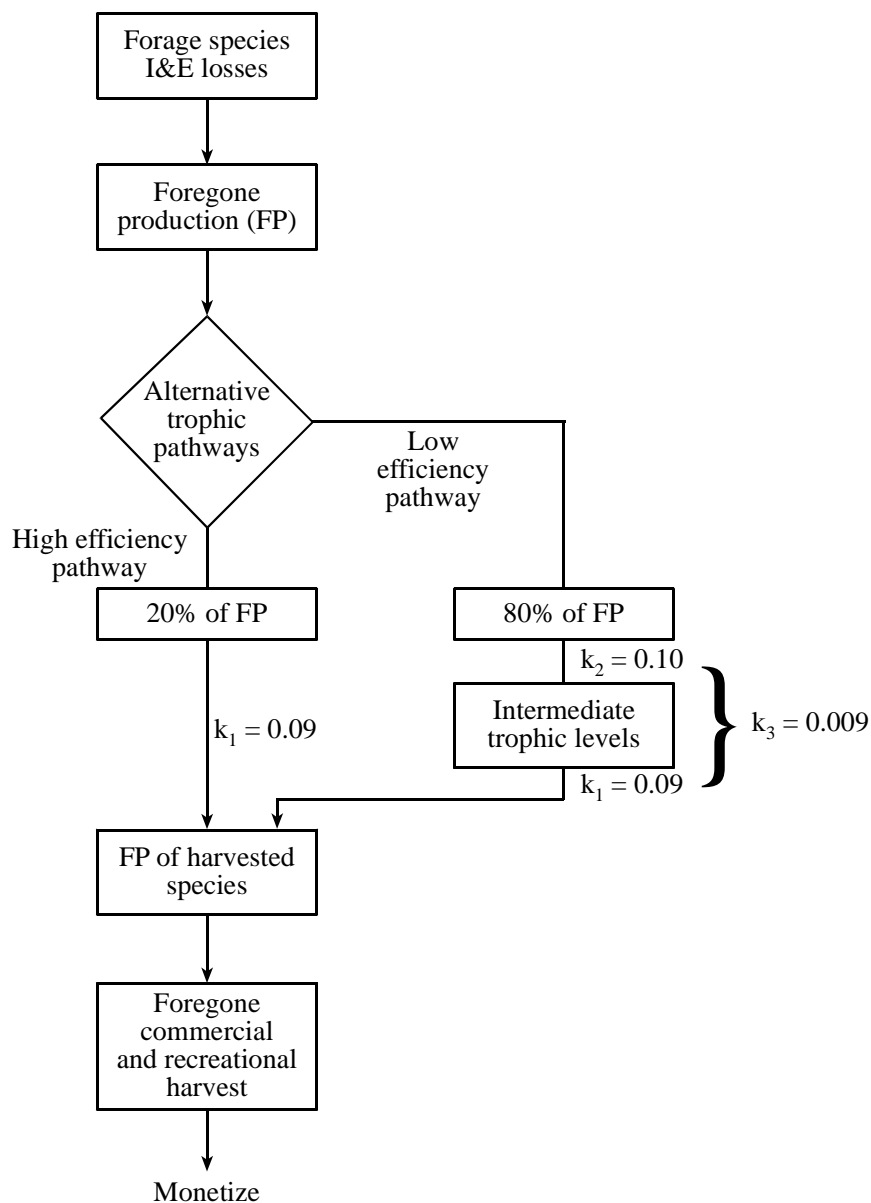 Forage species
I&E losses
Foregone
production (FP)
Alternative
trophic
pathways
Low
efficiency
pathway
High efficiency
pathway
20% of FP
80% of FP
k2 = 0.10
Intermediate
trophic levels
k3 = 0.009
k1 = 0.09
k1 = 0.09
FP of harvested
species
Foregone
commercial
and recreational
harvest
Monetize